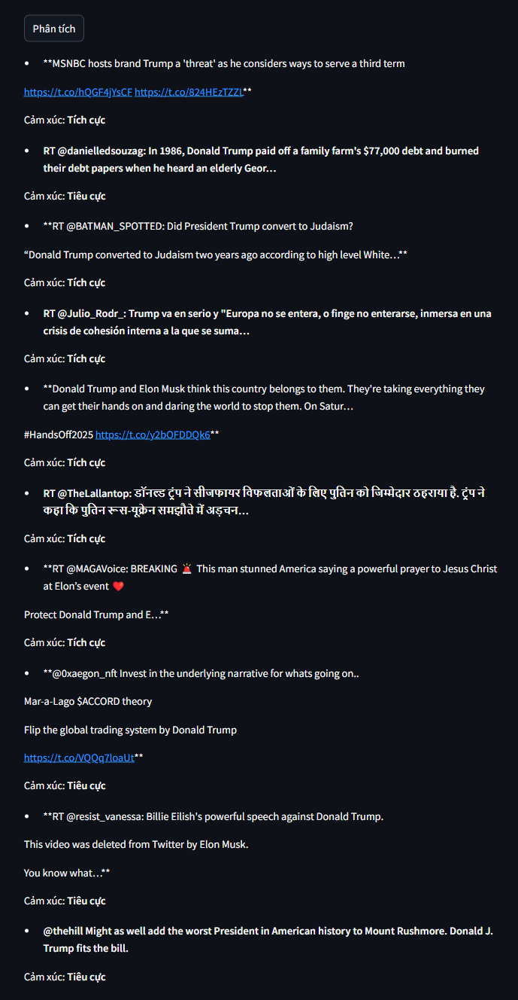 Phân tích
• **MSNBC hosts brand Trump a 'threat' as he considers ways to serve a third term
https://t.co/hQGF4jYsCF https://t.co/824HEzTZZL**
Cảm xúc: Tích cực
• RT @danielledsouzag: In 1986, Donald Trump paid off a family farm's $77,000 debt and burned
their debt papers when he heard an elderly Geor…
Cảm xúc: Tiêu cực
• **RT @BATMAN_SPOTTED: Did President Trump convert to Judaism?
“Donald Trump converted to Judaism two years ago according to high level White…**
Cảm xúc: Tích cực
• RT @Julio_Rodr_: Trump va en serio y "Europa no se entera, o finge no enterarse, inmersa en una
crisis de cohesión interna a la que se suma…
Cảm xúc: Tích cực
• **Donald Trump and Elon Musk think this country belongs to them. They're taking everything they
can get their hands on and daring the world to stop them. On Satur…
#HandsOff2025 https://t.co/y2bOFDDQk6**
Cảm xúc: Tích cực
• RT @TheLallantop: डॉनल्ड ट्रंप ने सीजफायर विफलताओं के लिए पुतिन को जिम्मेदार ठहराया है. ट्रंप ने
कहा कि पुतिन रूस-यूक्रेन समझौते में अड़चन…
Cảm xúc: Tích cực
• **RT @MAGAVoice: BREAKING 🚨 This man stunned America saying a powerful prayer to Jesus Christ
at Elon’s event ❤️
Protect Donald Trump and E…**
Cảm xúc: Tích cực
• **@0xaegon_nft Invest in the underlying narrative for whats going on..
Mar-a-Lago $ACCORD theory
Flip the global trading system by Donald Trump
https://t.co/VQQq7loaUt**
Cảm xúc: Tiêu cực
• **RT @resist_vanessa: Billie Eilish's powerful speech against Donald Trump.
This video was deleted from Twitter by Elon Musk.
You know what…**
Cảm xúc: Tiêu cực
• @thehill Might as well add the worst President in American history to Mount Rushmore. Donald J.
Trump fits the bill.
Cảm xúc: Tiêu cực